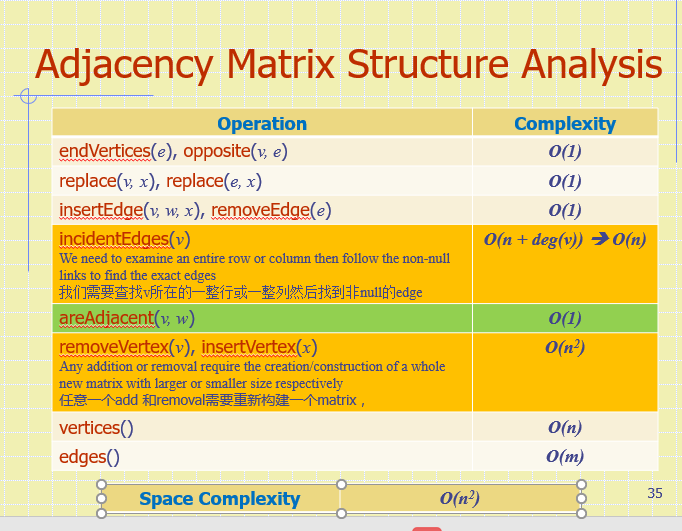 Adjacency Matrix Structure Analysis
Operation Complexity
endVertices(e), opposite(v, e) O(1)
replace(v, x), replace(e, x) O(1)
insertEdge(v, w, x), removeEdge(e) O(1)
incidentEdges(v) O(n + deg(v)) ➔ O(n)
We need to examine an entire row or column then follow the non-null
links to find the exact edges
我们需要查找v所在的一整行或一整列然后找到非null的edge
areAdjacent(v, w) O(1)
removeVertex(v), insertVertex(x) O(n²)
Any addition or removal require the creation/construction of a whole
new matrix with larger or smaller size respectively
任意一个add 和removal需要重新构建一个matrix，
vertices() O(n)
edges() O(m)
Space Complexity O(n²)
35